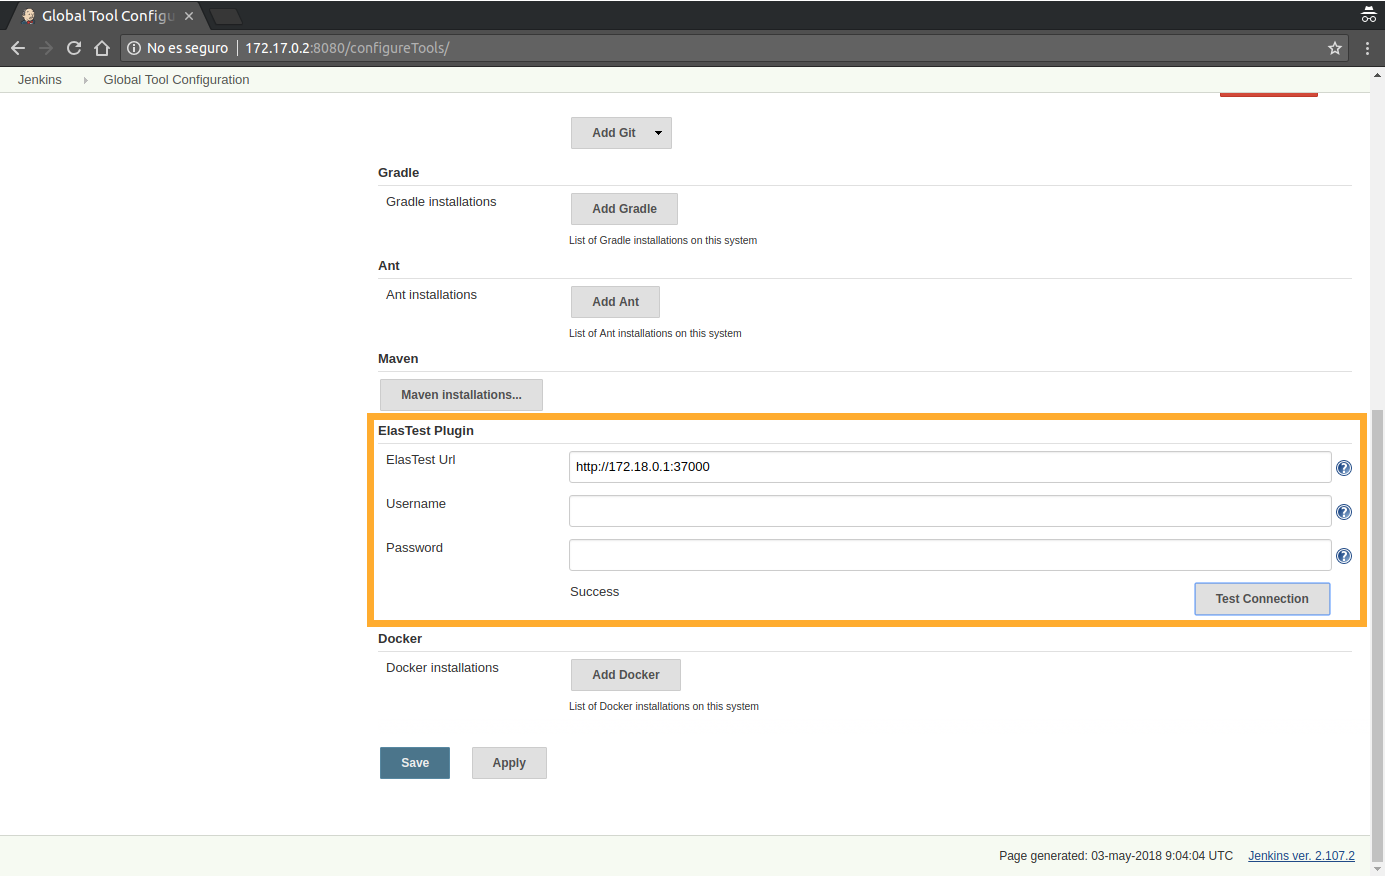 Global Tool Configu
No es seguro 172.17.0.2:8080/configureTools/
Jenkins Global Tool Configuration
Add Git
Gradle
Gradle installations Add Gradle
List of Gradle installations on this system
Ant
Ant installations Add Ant
List of Ant installations on this system
Maven
Maven installations...
ElasTest Plugin
ElasTest Url http://172.18.0.1:37000
Username
Password
Success Test Connection
Docker
Docker installations Add Docker
List of Docker installations on this system
Save Apply
Page generated: 03-may-2018 9:04:04 UTC Jenkins ver. 2.107.2